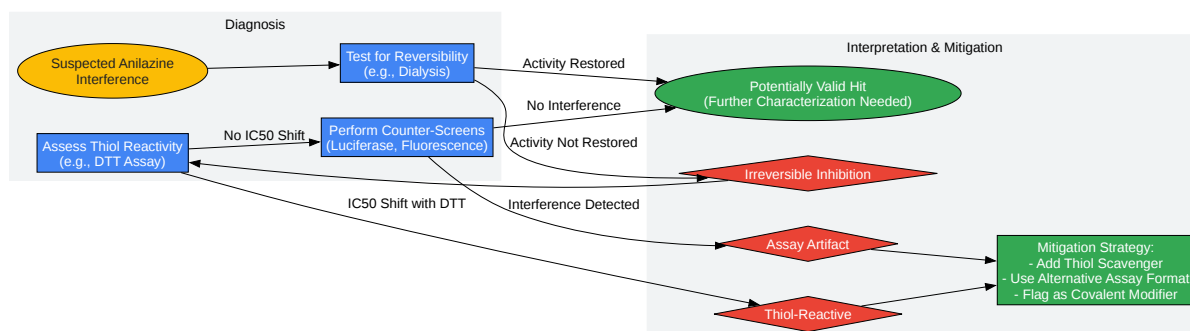 Diagnosis
Suspected Anilazine
Interference
Test for Reversibility
(e.g., Dialysis)
Assess Thiol Reactivity
(e.g., DTT Assay)
No IC50 Shift
Perform Counter-Screens
(Luciferase, Fluorescence)
Activity Restored
No Interference
Activity Not Restored
IC50 Shift with DTT
Interference Detected
Interpretation & Mitigation
Potentially Valid Hit
(Further Characterization Needed)
Irreversible Inhibition
Assay Artifact
Thiol-Reactive
Mitigation Strategy:
- Add Thiol Scavenger
- Use Alternative Assay Format
- Flag as Covalent Modifier